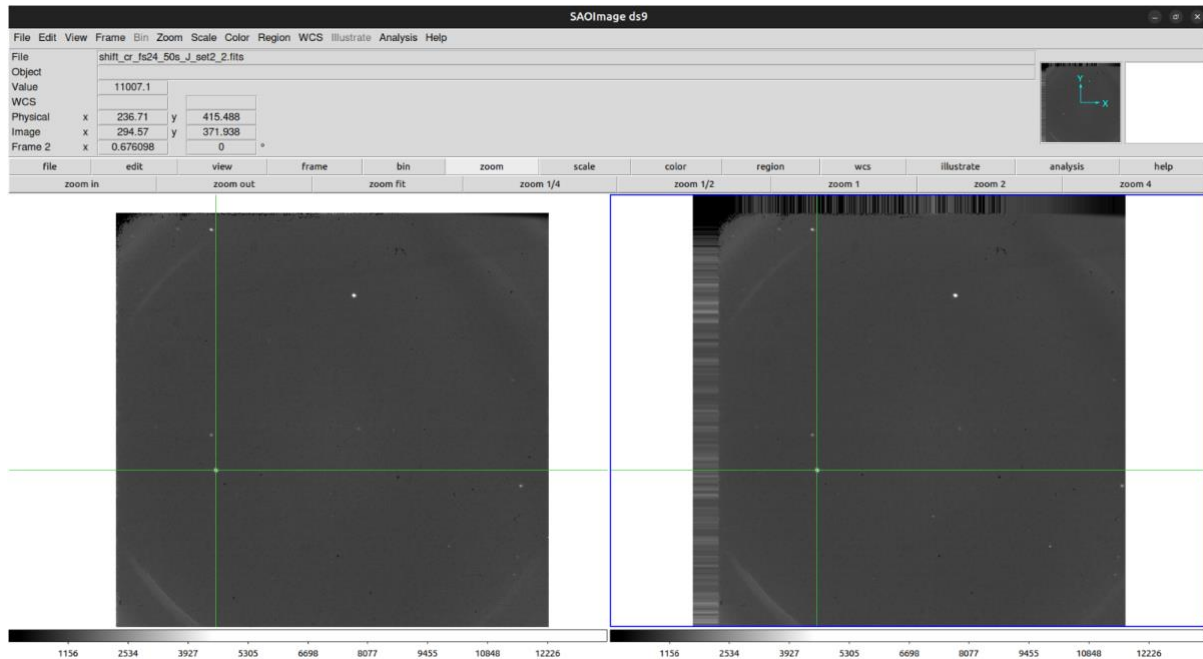 SAOImage ds9
File Edit View Frame Bin Zoom Scale Color Region WCS Illustrate Analysis Help
File shift_cr_fs24_50s_J_set2_2.fits
Object
Value 11007.1
WCS
Physical x 236.71 y 415.488
Image x 294.57 y 371.938
Frame 2 x 0.676098 0 °
Y
X
file edit view frame bin zoom scale color region wcs illustrate analysis help
zoom in zoom out zoom fit zoom 1/4 zoom 1/2 zoom 1 zoom 2 zoom 4
1156 2534 3927 5305 6698 8077 9455 10848 12226 1156 2534 3927 5305 6698 8077 9455 10848 12226